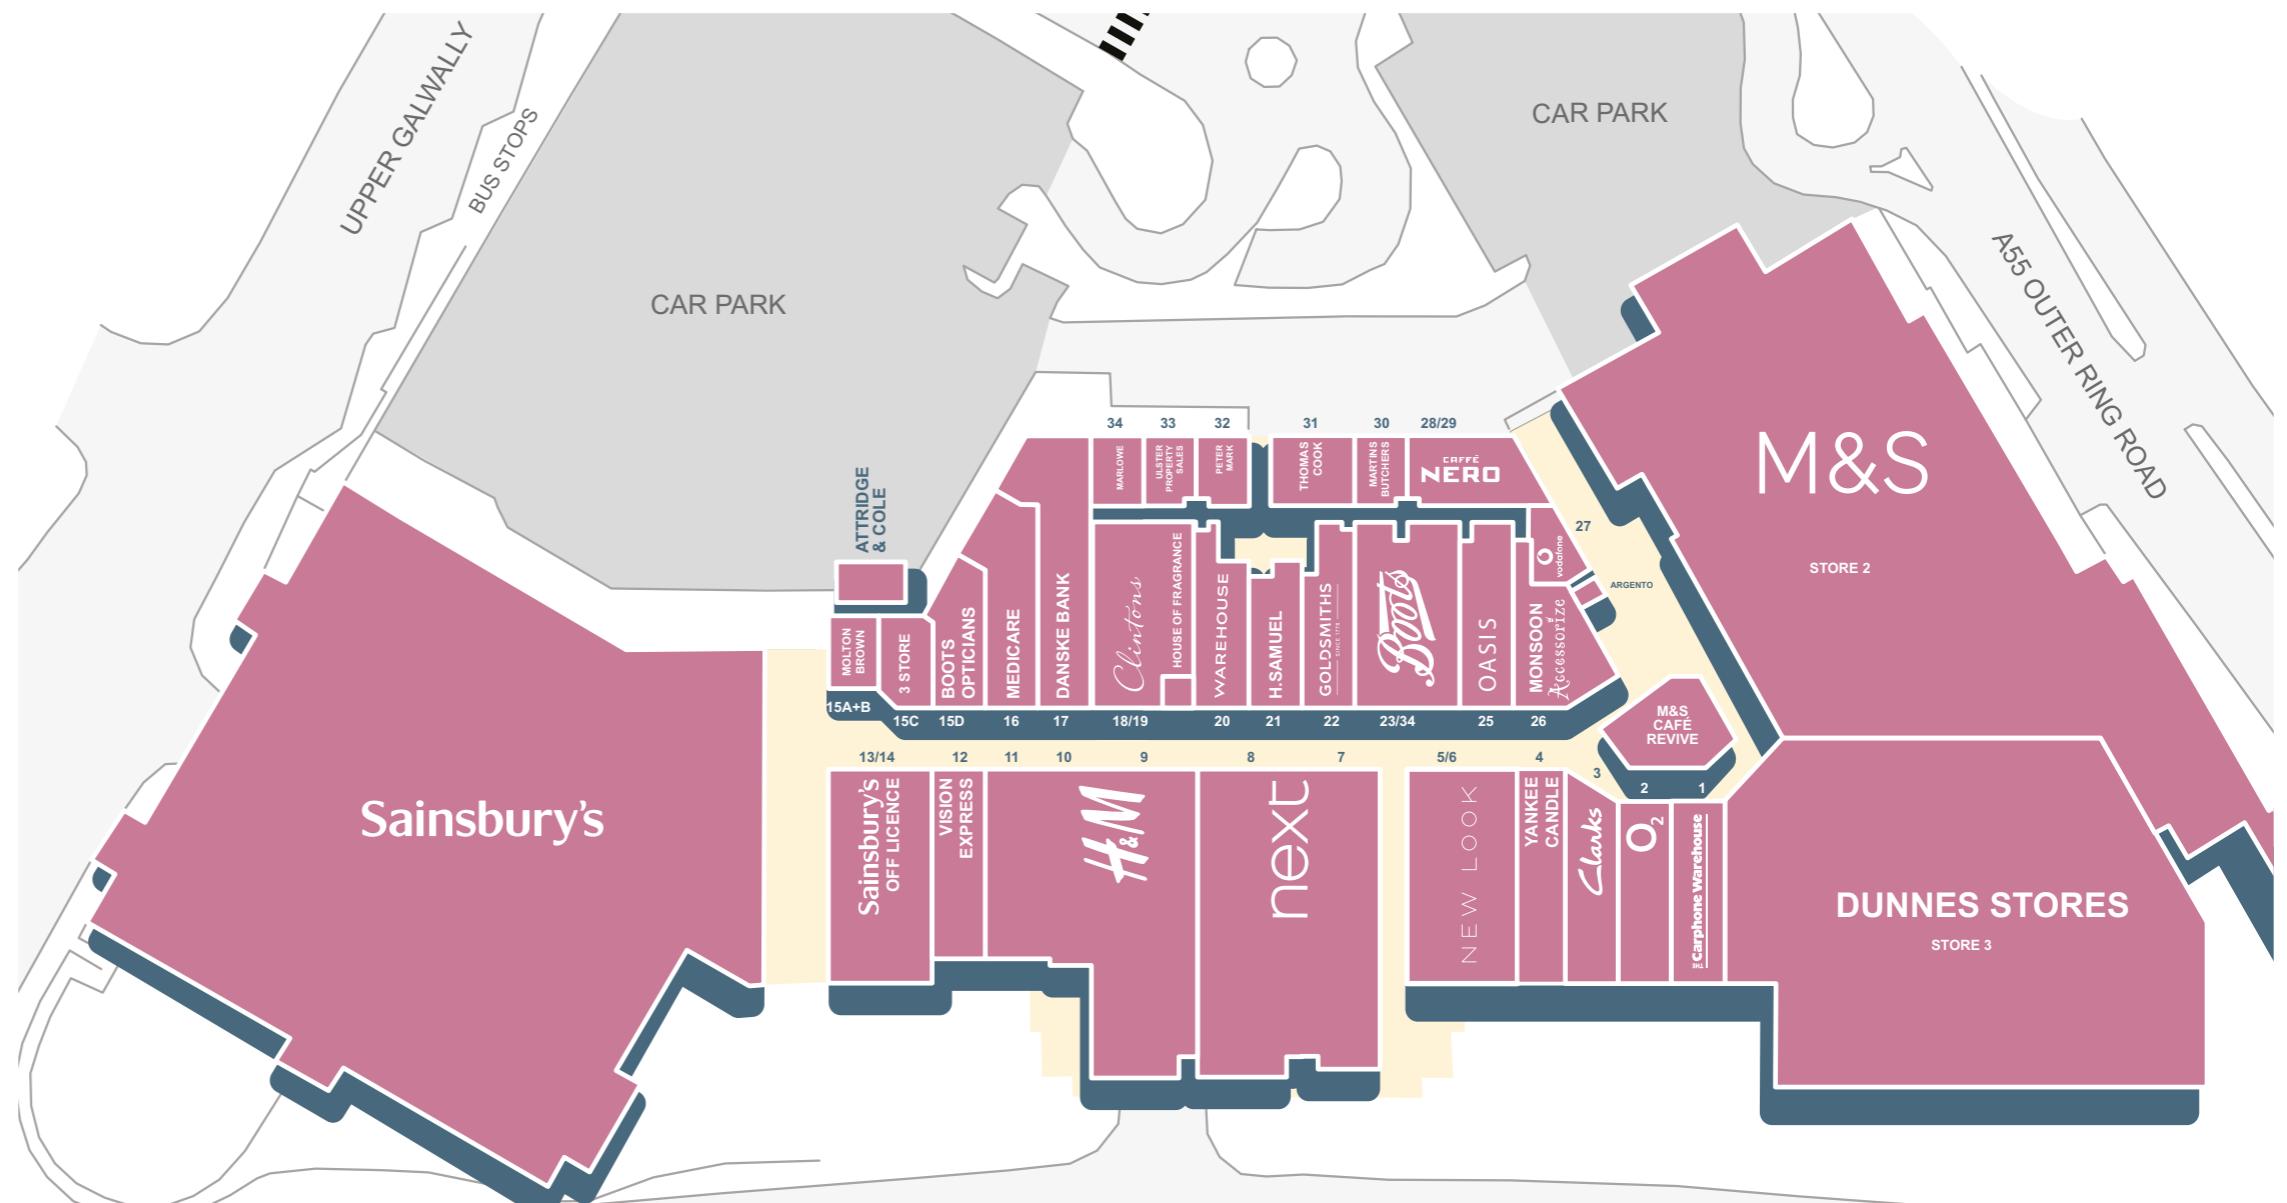 UPPER GALWALLY
BUS STOPS
CAR PARK
CAR PARK
A55 OUTER RING ROAD
34
33
32
31
30
28/29
MARLOWE
ULSTER
PROPERTY
SALES
PETER
MARK
THOMAS
COOK
MARTINS
BUTCHERS
CAFFÈ
NERO
M&S
STORE 2
ATTRIDGE
& COLE
27
vodafone
ARGENTO
MOLTON
BROWN
3 STORE
BOOTS
OPTICIANS
MEDICARE
DANSKE BANK
Clintons
HOUSE OF FRAGRANCE
WAREHOUSE
H.SAMUEL
GOLDSMITHS
SINCE 1778
Boots
OASIS
MONSOON
Accessorize
M&S
CAFÉ
REVIVE
15A+B
15C
15D
16
17
18/19
20
21
22
23/34
25
26
13/14
12
11
10
9
8
7
5/6
4
3
2
1
Sainsbury's
Sainsbury's
OFF LICENCE
VISION
EXPRESS
H&M
next
NEW LOOK
YANKEE
CANDLE
Clarks
O2
THE Carphone Warehouse
DUNNES STORES
STORE 3